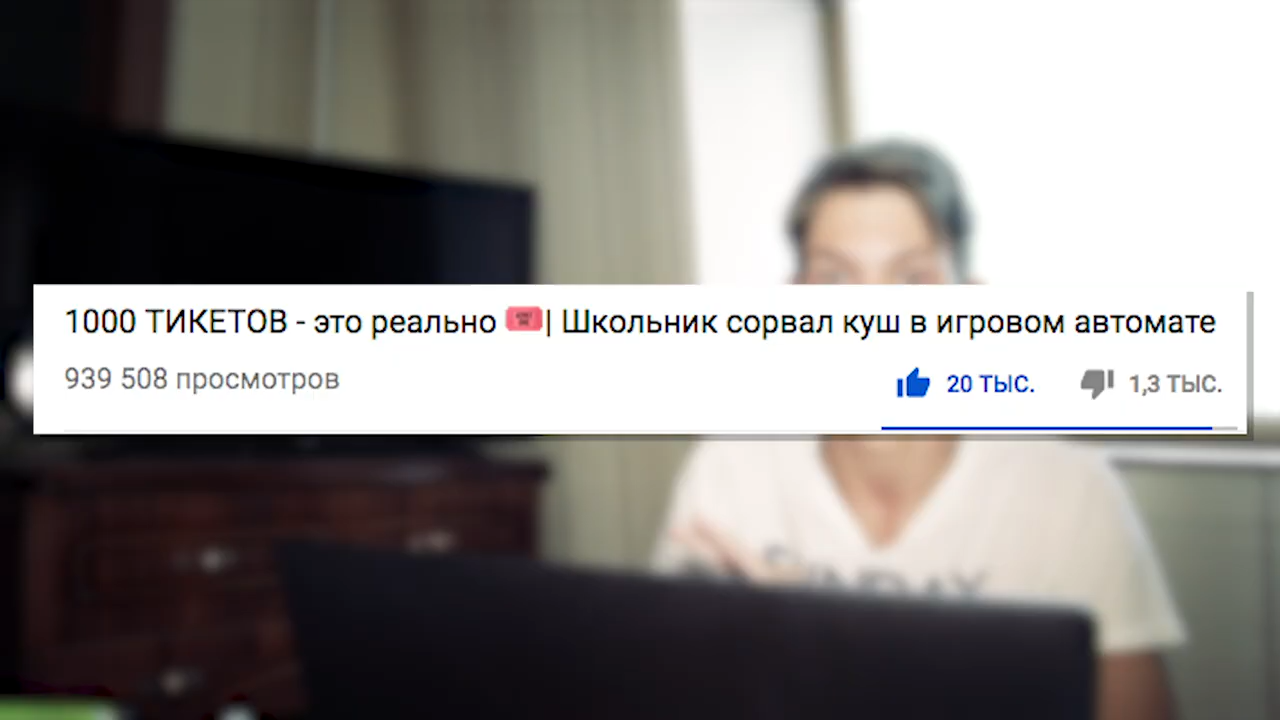 1000 ТИКЕТОВ - это реально 🎟| Школьник сорвал куш в игровом автомате
939 508 просмотров
20 ТЫС.
1,3 ТЫС.